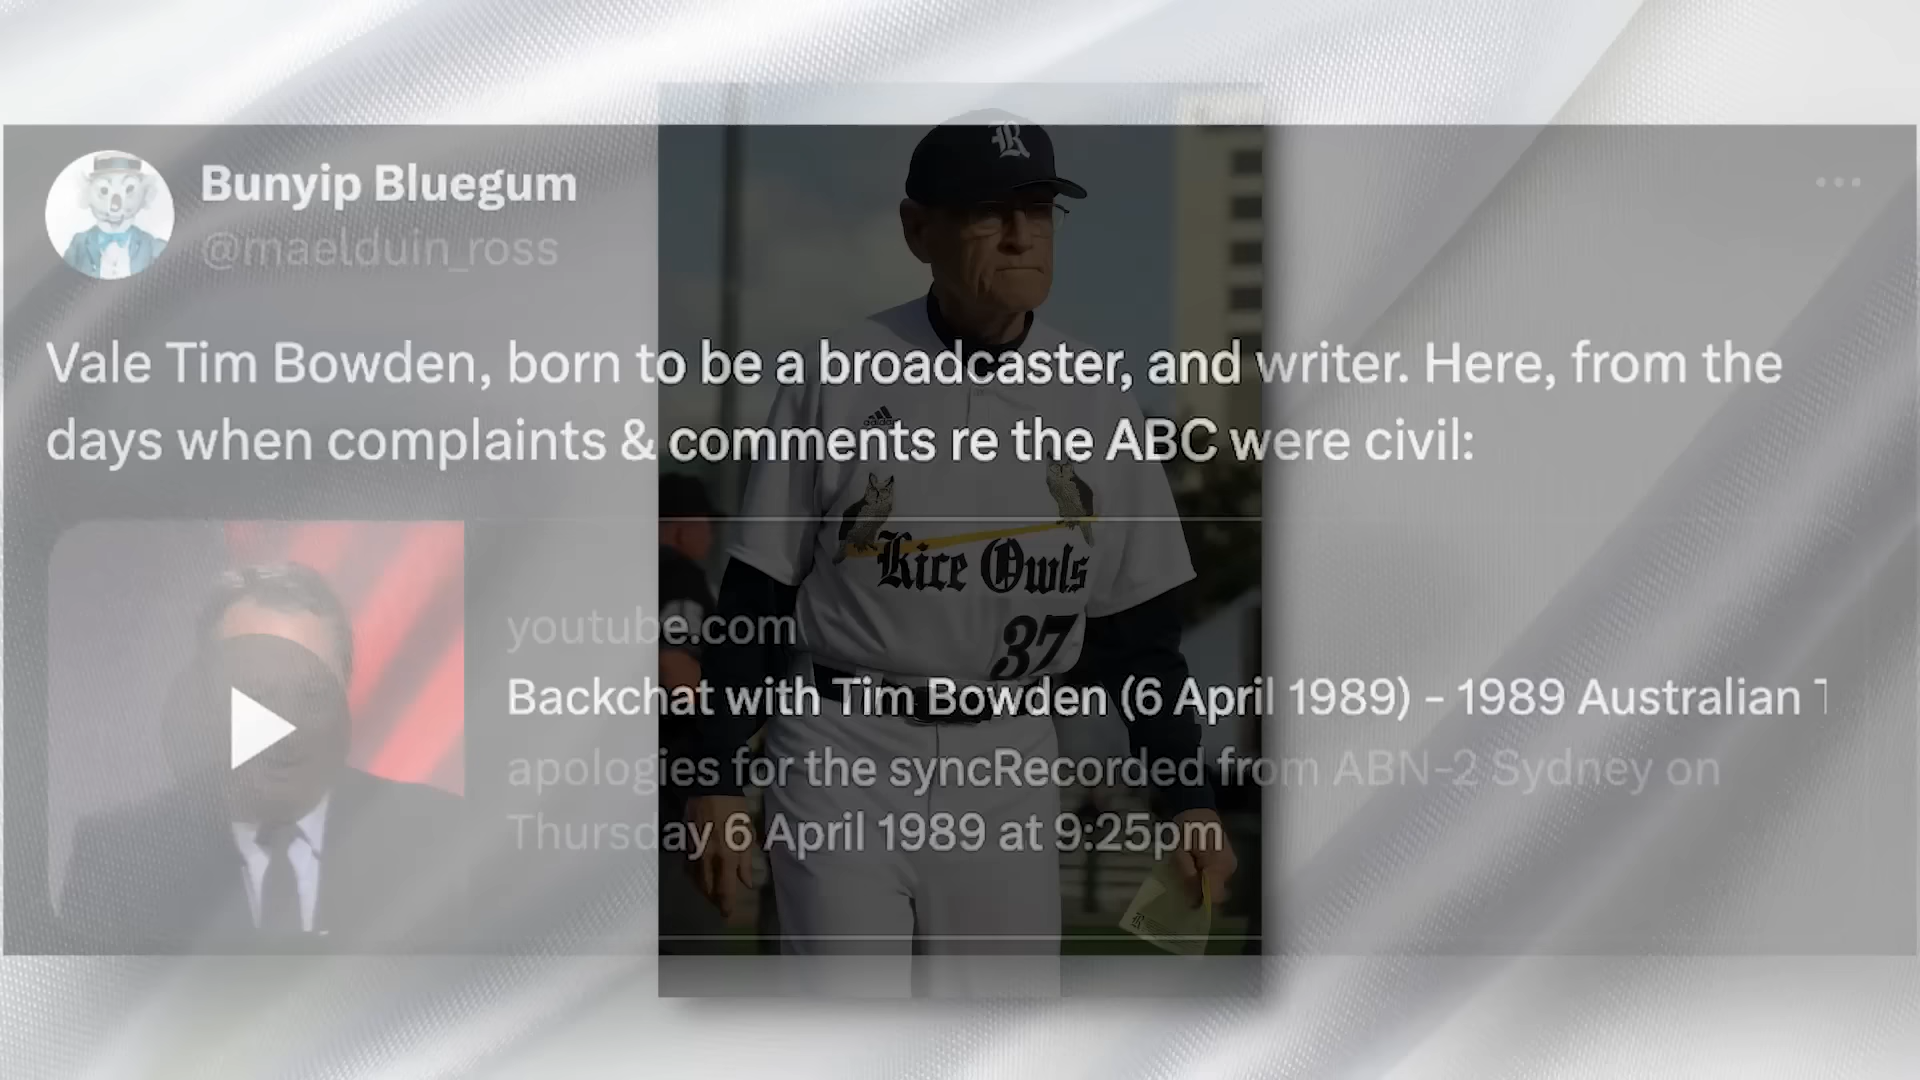 R
Bunyip Bluegum
@maelduin_ross
Vale Tim Bowden, born to be a broadcaster, and writer. Here, from the
days when complaints & comments re the ABC were civil:
adidas
Rice Owls
37
youtube.com
Backchat with Tim Bowden (6 April 1989) - 1989 Australian T
apologies for the syncRecorded from ABN-2 Sydney on
Thursday 6 April 1989 at 9:25pm
R